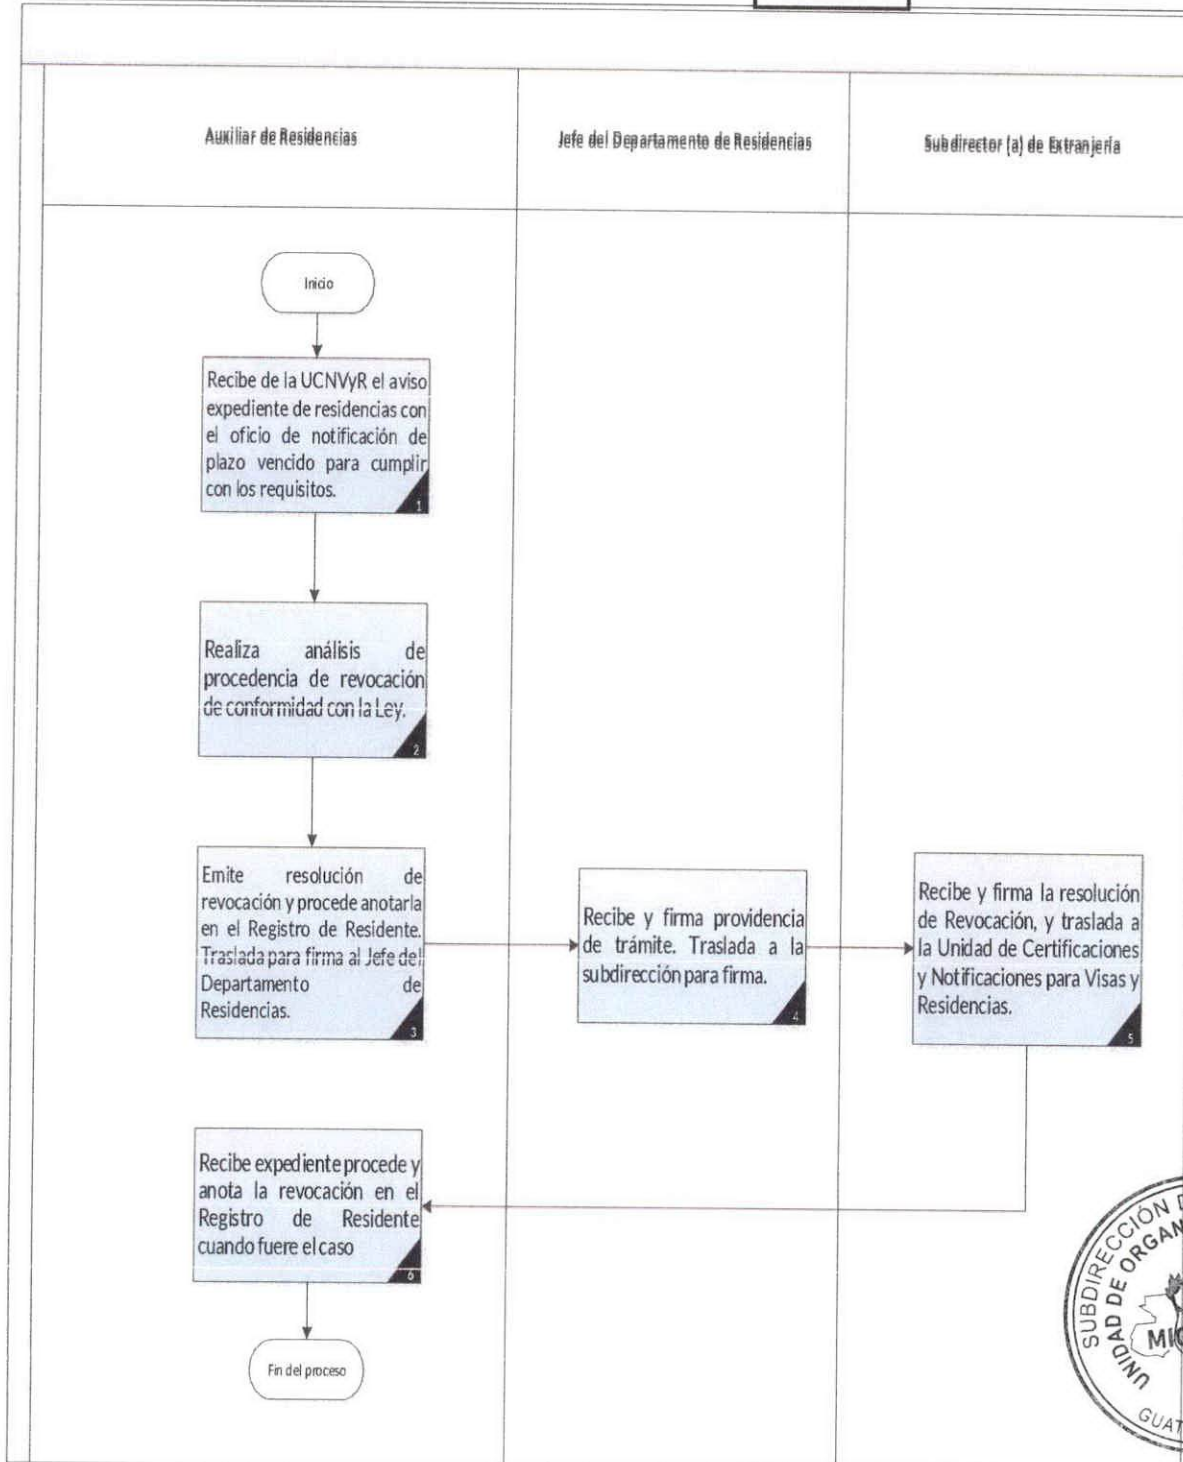 Auxiliar de Residencias
Jefe del Departamento de Residencias
Subdirector (a) de Extranjería
Inicio
Recibe de la UCNVyR el aviso
expediente de residencias con
el oficio de notificación de
plazo vencido para cumplir
con los requisitos.
1
Realiza análisis de
procedencia de revocación
de conformidad con la Ley.
2
Emite resolución de
revocación y procede anotarla
en el Registro de Residente.
Traslada para firma al Jefe del
Departamento de
Residencias.
3
Recibe y firma providencia
de trámite. Traslada a la
subdirección para firma.
4
Recibe y firma la resolución
de Revocación, y traslada a
la Unidad de Certificaciones
y Notificaciones para Visas y
Residencias.
5
Recibe expediente procede y
anota la revocación en el
Registro de Residente
cuando fuere el caso
6
Fin del proceso
SUBDIRECCIÓN
UNIDAD DE ORGAN
MIG
GUAT